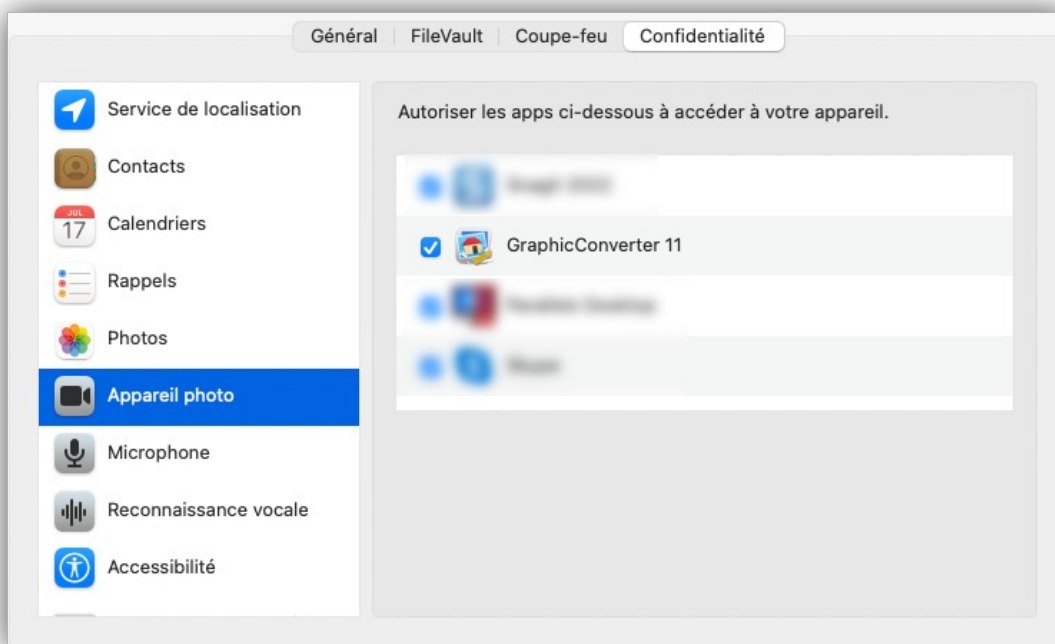 Général FileVault Coupe-feu Confidentialité
Service de localisation
Contacts
JUL
17
Calendriers
Rappels
Photos
Appareil photo
Microphone
Reconnaissance vocale
Accessibilité
Autoriser les apps ci-dessous à accéder à votre appareil.
GraphicConverter 11